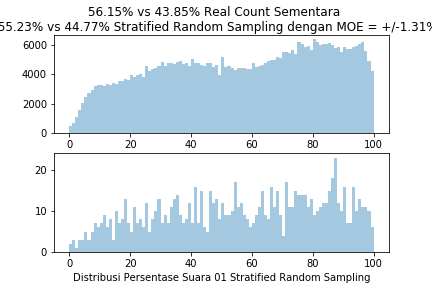 56.15% vs 43.85% Real Count Sementara
55.23% vs 44.77% Stratified Random Sampling dengan MOE = +/-1.31%
6000
4000
2000
0
0 20 40 60 80 100
20
10
0
0 20 40 60 80 100
Distribusi Persentase Suara 01 Stratified Random Sampling